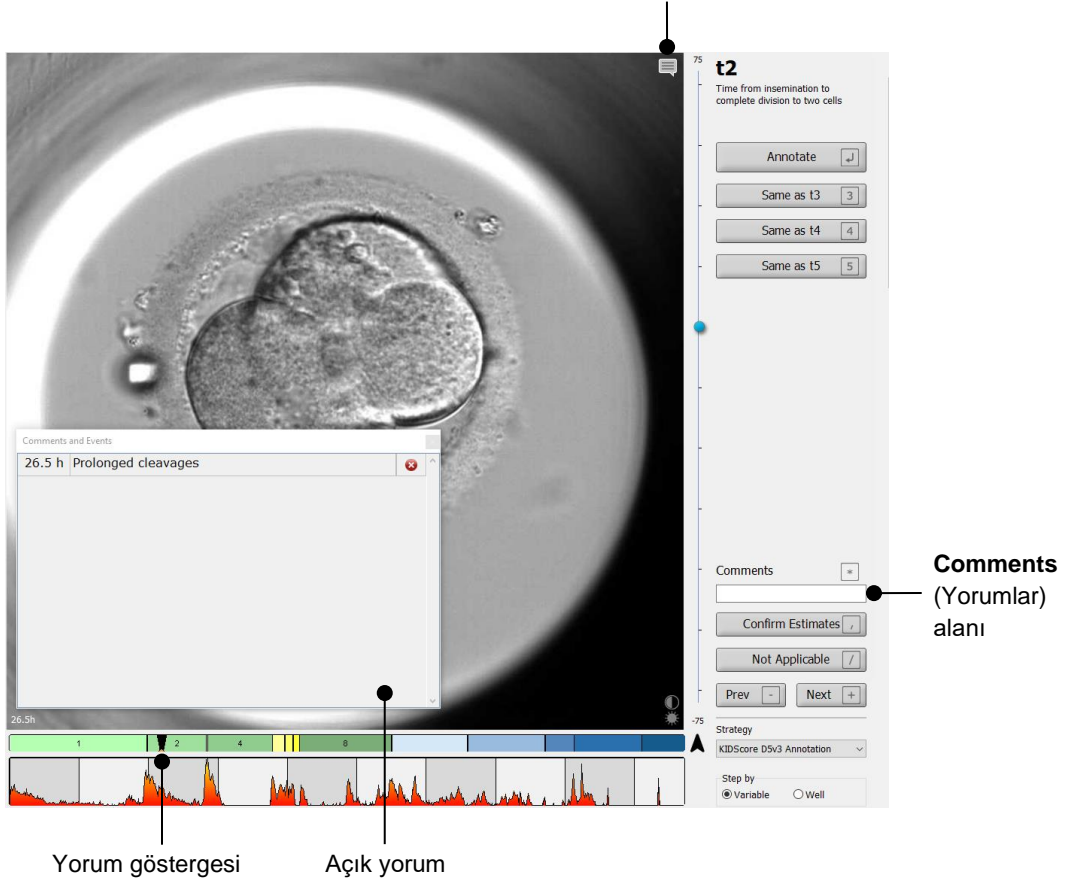 75
t2
Time from insemination to
complete division to two cells
Annotate ↵
Same as t3 3
Same as t4 4
Same as t5 5
Comments and Events
26.5 h Prolonged cleavages
Comments *
Comments
(Yorumlar)
alanı
Confirm Estimates ,
Not Applicable /
Prev - Next +
26.5h
-75
Strategy
KIDScore D5v3 Annotation
1 2 4 8
Step by
Variable Well
Yorum göstergesi Açık yorum